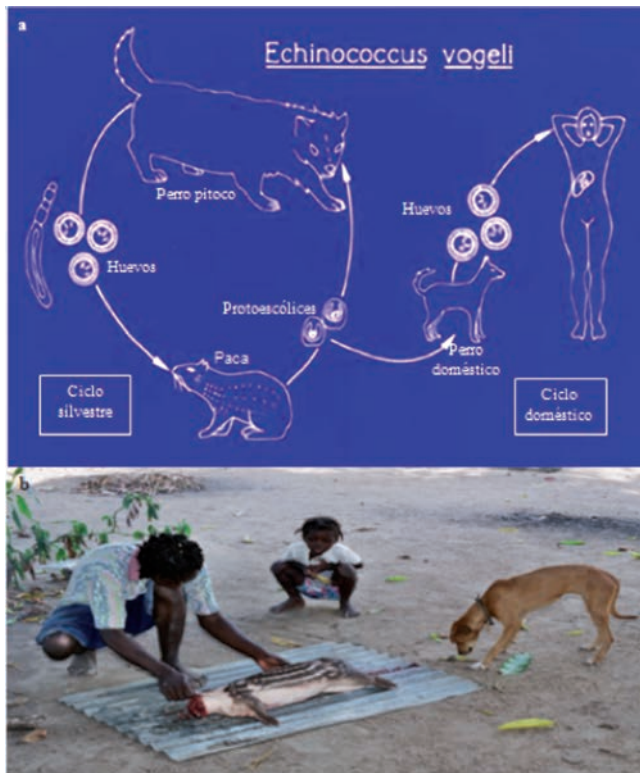 a
Echinococcus vogeli
Perro pitoco
Huevos
Huevos
Protoescólices
Paca
Perro
doméstico
Ciclo
silvestre
Ciclo
doméstico
b